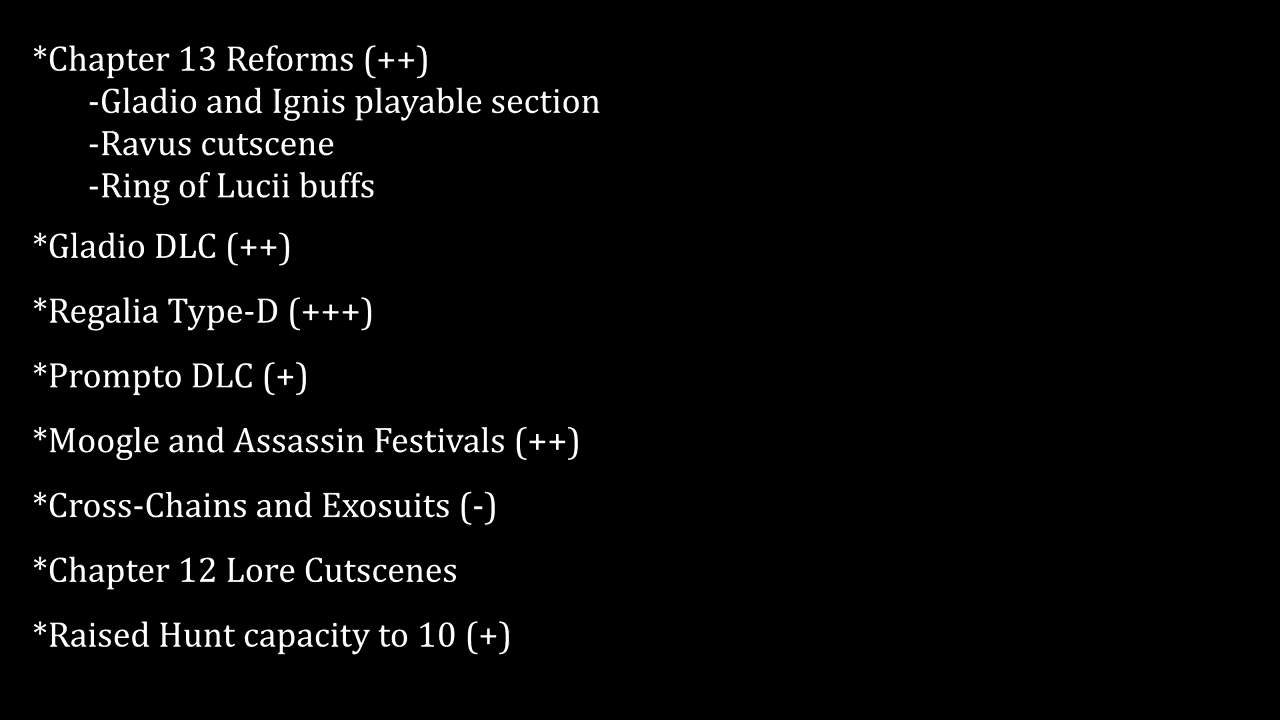 *Chapter 13 Reforms (++)
-Gladio and Ignis playable section
-Ravus cutscene
-Ring of Lucii buffs
*Gladio DLC (++)
*Regalia Type-D (+++)
*Prompto DLC (+)
*Moogle and Assassin Festivals (++)
*Cross-Chains and Exosuits (-)
*Chapter 12 Lore Cutscenes
*Raised Hunt capacity to 10 (+)